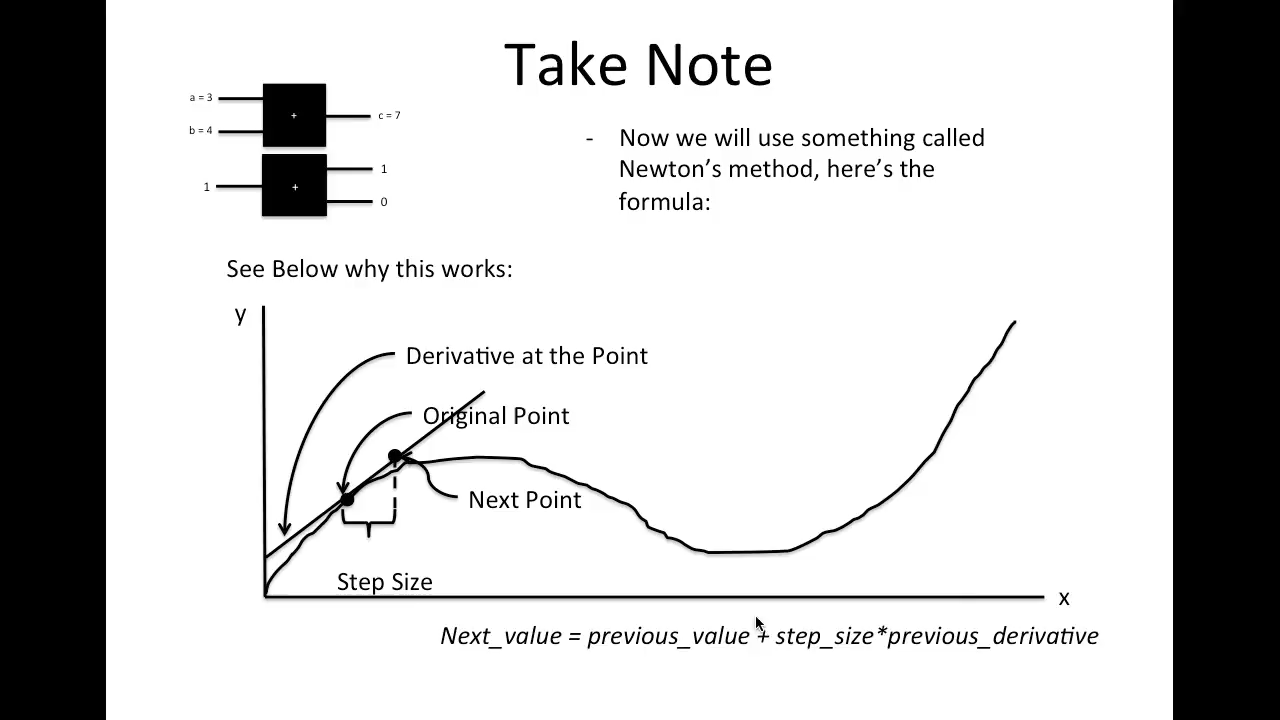 Take Note
a = 3
b = 4
+
c = 7
1
+
1
0
- Now we will use something called
Newton’s method, here’s the
formula:
See Below why this works:
y
Derivative at the Point
Original Point
Next Point
Step Size
x
Next_value = previous_value + step_size*previous_derivative